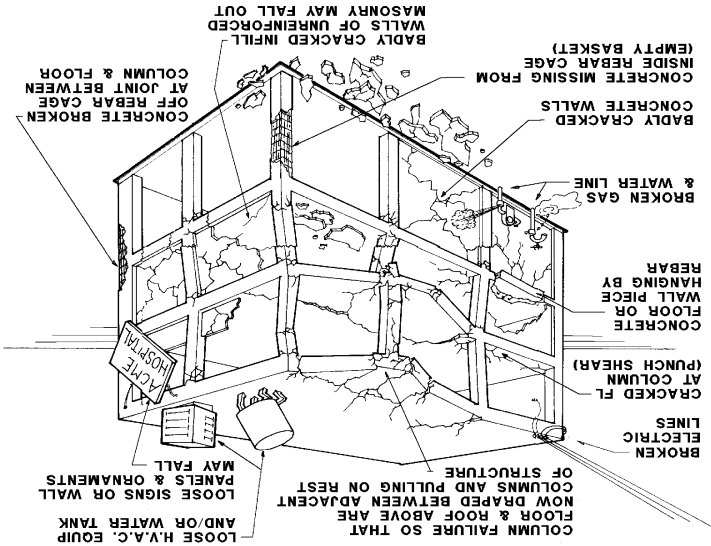 COLUMN FAILURE SO THAT
FLOOR & ROOF ABOVE ARE
NOW DRAPED BETWEEN ADJACENT
COLUMNS AND PULLING ON REST
OF STRUCTURE
LOOSE H.V.A.C. EQUIP
AND/OR WATER TANK
LOOSE SIGNS OR WALL
PANELS & ORNAMENTS
MAY FALL
BROKEN
ELECTRIC
LINES
ACME
HOSPITAL
CRACKED FL
AT COLUMN
(PUNCH SHEAR)
CONCRETE
FLOOR OR
WALL PIECE
HANGING BY
REBAR
BROKEN GAS
& WATER LINE
BADLY CRACKED
CONCRETE WALLS
CONCRETE MISSING FROM
INSIDE REBAR CAGE
(EMPTY BASKET)
BADLY CRACKED INFILL
WALLS OF UNREINFORCED
MASONRY MAY FALL OUT
CONCRETE BROKEN
OFF REBAR CAGE
AT JOINT BETWEEN
COLUMN & FLOOR